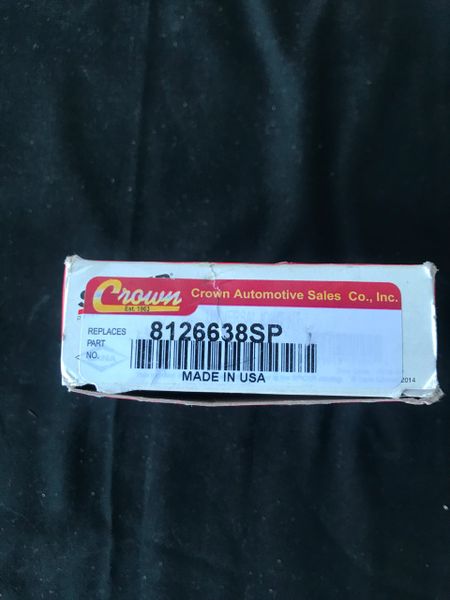 Crown
Est. 1963
Crown Automotive Sales Co., Inc.
REPLACES
PART
NO.
8126638SP
MADE IN USA
2014